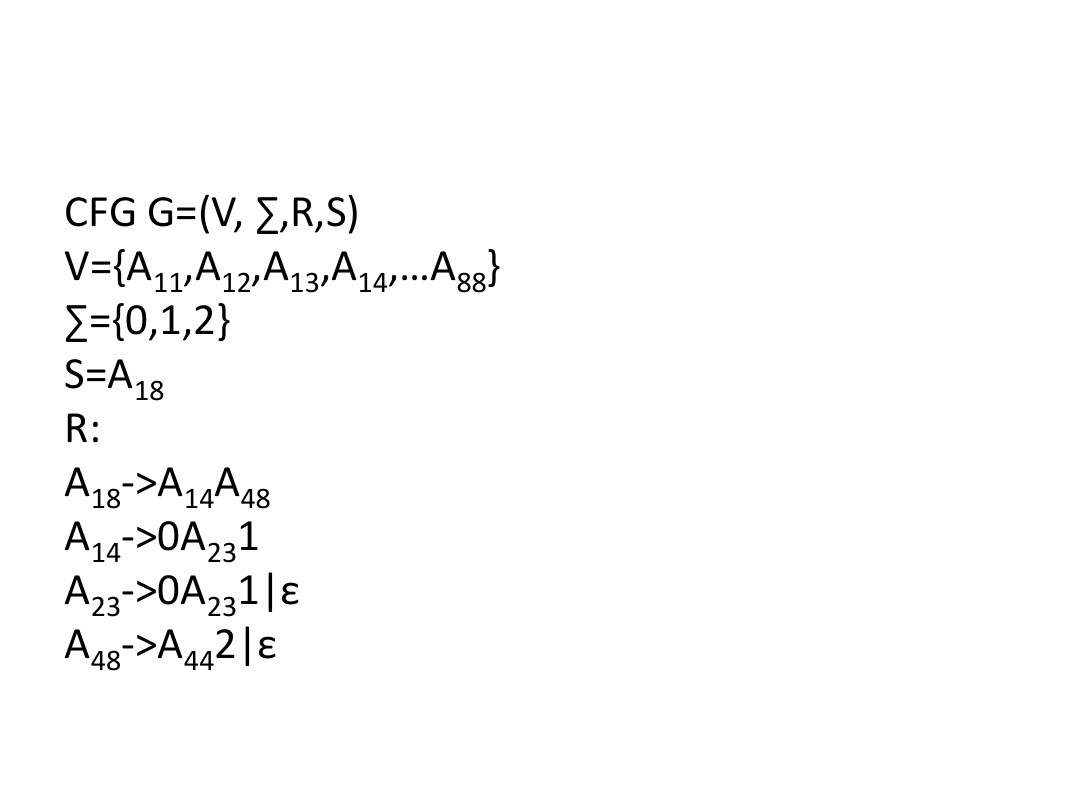 CFG G=(V, ∑,R,S)
V={A₁₁,A₁₂,A₁₃,A₁₄,…A₈₈}
∑={0,1,2}
S=A₁₈
R:
A₁₈->A₁₄A₄₈
A₁₄->0A₂₃1
A₂₃->0A₂₃1|ε
A₄₈->A₄₄2|ε